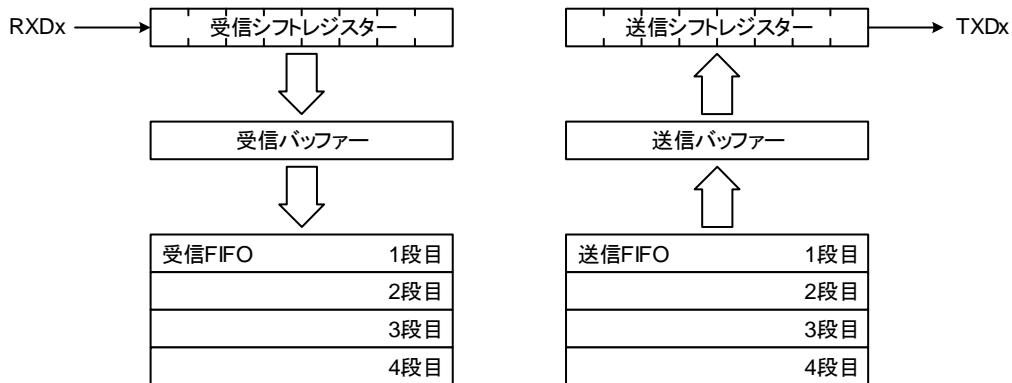 RXDx
受信シフトレジスター
送信シフトレジスター
TXDx
受信バッファー
送信バッファー
受信FIFO 1段目
2段目
3段目
4段目
送信FIFO 1段目
2段目
3段目
4段目